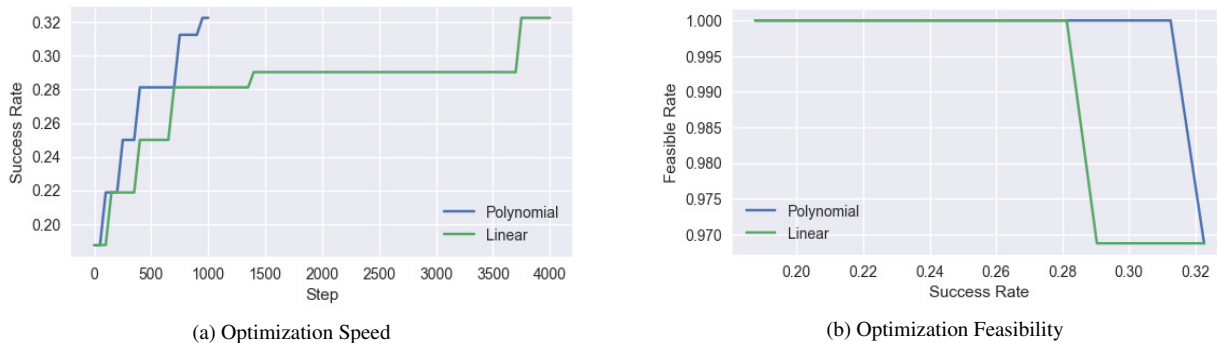 0.32
0.30
0.28
0.26
0.24
0.22
0.20
Success Rate
Polynomial
Linear
0 500 1000 1500 2000 2500 3000 3500 4000
Step
(a) Optimization Speed
1.000
0.995
0.990
0.985
0.980
0.975
0.970
Feasible Rate
Polynomial
Linear
0.20 0.22 0.24 0.26 0.28 0.30 0.32
Success Rate
(b) Optimization Feasibility